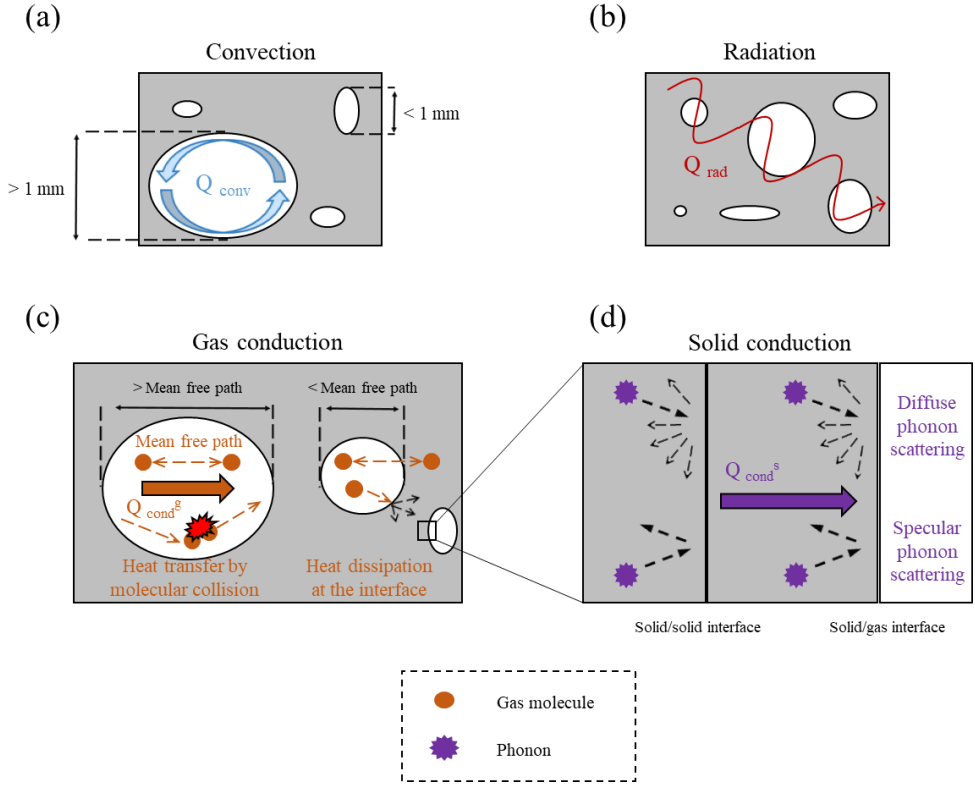 (a)
Convection
> 1 mm
Q conv
< 1 mm
(b)
Radiation
Q rad
(c)
Gas conduction
> Mean free path
< Mean free path
Mean free path
Q cond^g
Heat transfer by
molecular collision
Heat dissipation
at the interface
(d)
Solid conduction
Q cond^s
Diffuse
phonon
scattering
Specular
phonon
scattering
Solid/solid interface
Solid/gas interface
Gas molecule
Phonon